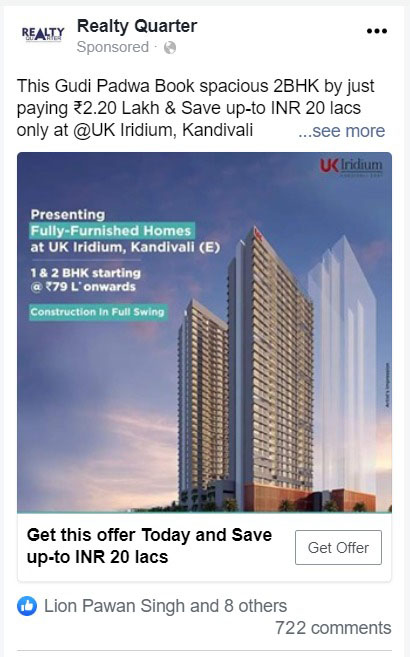 REALTY
QUARTER
Realty Quarter
Sponsored ·
This Gudi Padwa Book spacious 2BHK by just
paying ₹2.20 Lakh & Save up-to INR 20 lacs
only at @UK Iridium, Kandivali ...see more
UK Iridium
KANDIVALI EAST
Presenting
Fully-Furnished Homes
at UK Iridium, Kandivali (E)
1 & 2 BHK starting
@ ₹79 L* onwards
Construction In Full Swing
Artist's Impression
Get this offer Today and Save
up-to INR 20 lacs
Get Offer
Lion Pawan Singh and 8 others
722 comments